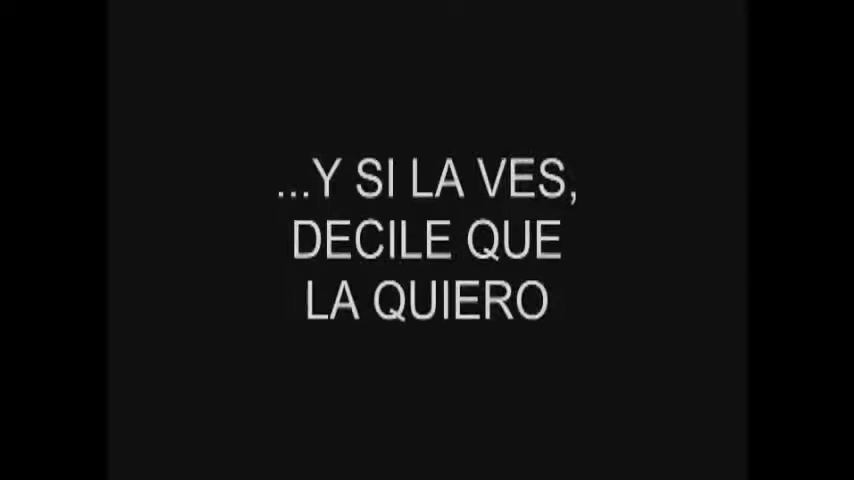 ...Y SI LA VES,
DECILE QUE
LA QUIERO